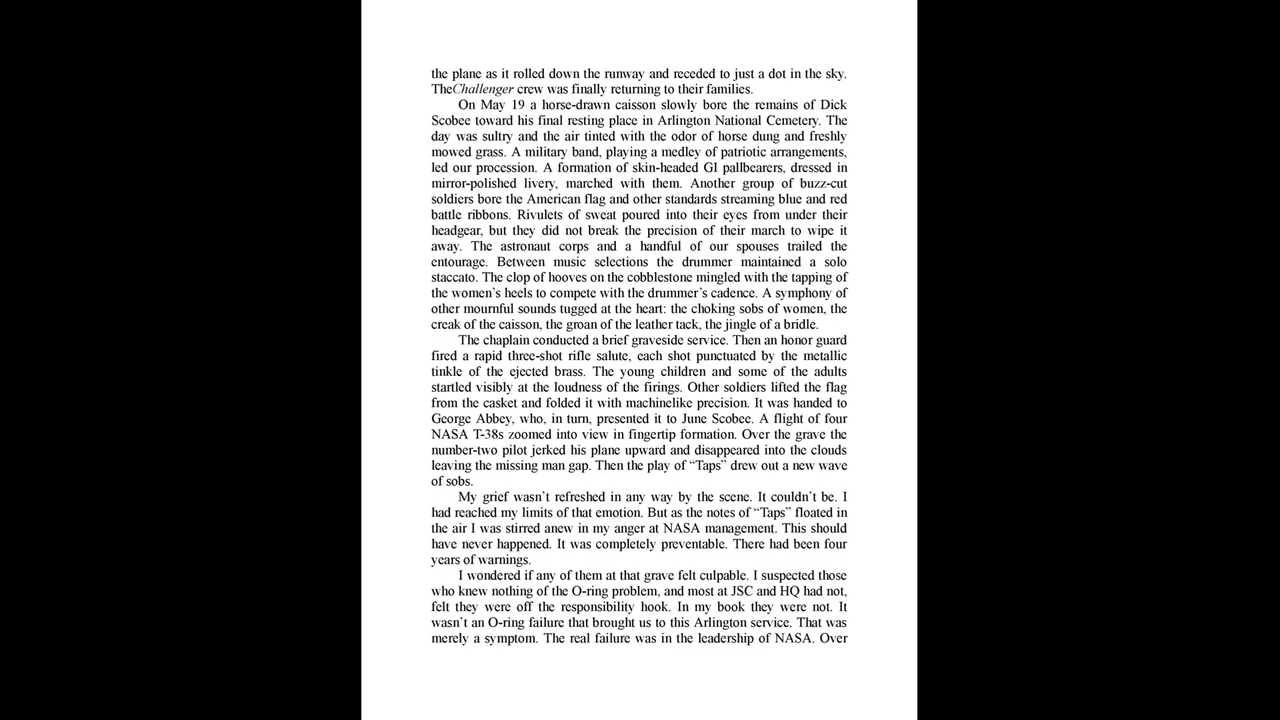 the plane as it rolled down the runway and receded to just a dot in the sky.
TheChallenger crew was finally returning to their families.
On May 19 a horse-drawn caisson slowly bore the remains of Dick
Scobee toward his final resting place in Arlington National Cemetery. The
day was sultry and the air tinted with the odor of horse dung and freshly
mowed grass. A military band, playing a medley of patriotic arrangements,
led our procession. A formation of skin-headed GI pallbearers, dressed in
mirror-polished livery, marched with them. Another group of buzz-cut
soldiers bore the American flag and other standards streaming blue and red
battle ribbons. Rivulets of sweat poured into their eyes from under their
headgear, but they did not break the precision of their march to wipe it
away. The astronaut corps and a handful of our spouses trailed the
entourage. Between music selections the drummer maintained a solo
staccato. The clop of hooves on the cobblestone mingled with the tapping of
the women’s heels to compete with the drummer’s cadence. A symphony of
other mournful sounds tugged at the heart: the choking sobs of women, the
creak of the caisson, the groan of the leather tack, the jingle of a bridle.
The chaplain conducted a brief graveside service. Then an honor guard
fired a rapid three-shot rifle salute, each shot punctuated by the metallic
tinkle of the ejected brass. The young children and some of the adults
startled visibly at the loudness of the firings. Other soldiers lifted the flag
from the casket and folded it with machinelike precision. It was handed to
George Abbey, who, in turn, presented it to June Scobee. A flight of four
NASA T-38s zoomed into view in fingertip formation. Over the grave the
number-two pilot jerked his plane upward and disappeared into the clouds
leaving the missing man gap. Then the play of “Taps” drew out a new wave
of sobs.
My grief wasn’t refreshed in any way by the scene. It couldn’t be. I
had reached my limits of that emotion. But as the notes of “Taps” floated in
the air I was stirred anew in my anger at NASA management. This should
have never happened. It was completely preventable. There had been four
years of warnings.
I wondered if any of them at that grave felt culpable. I suspected those
who knew nothing of the O-ring problem, and most at JSC and HQ had not,
felt they were off the responsibility hook. In my book they were not. It
wasn’t an O-ring failure that brought us to this Arlington service. That was
merely a symptom. The real failure was in the leadership of NASA. Over